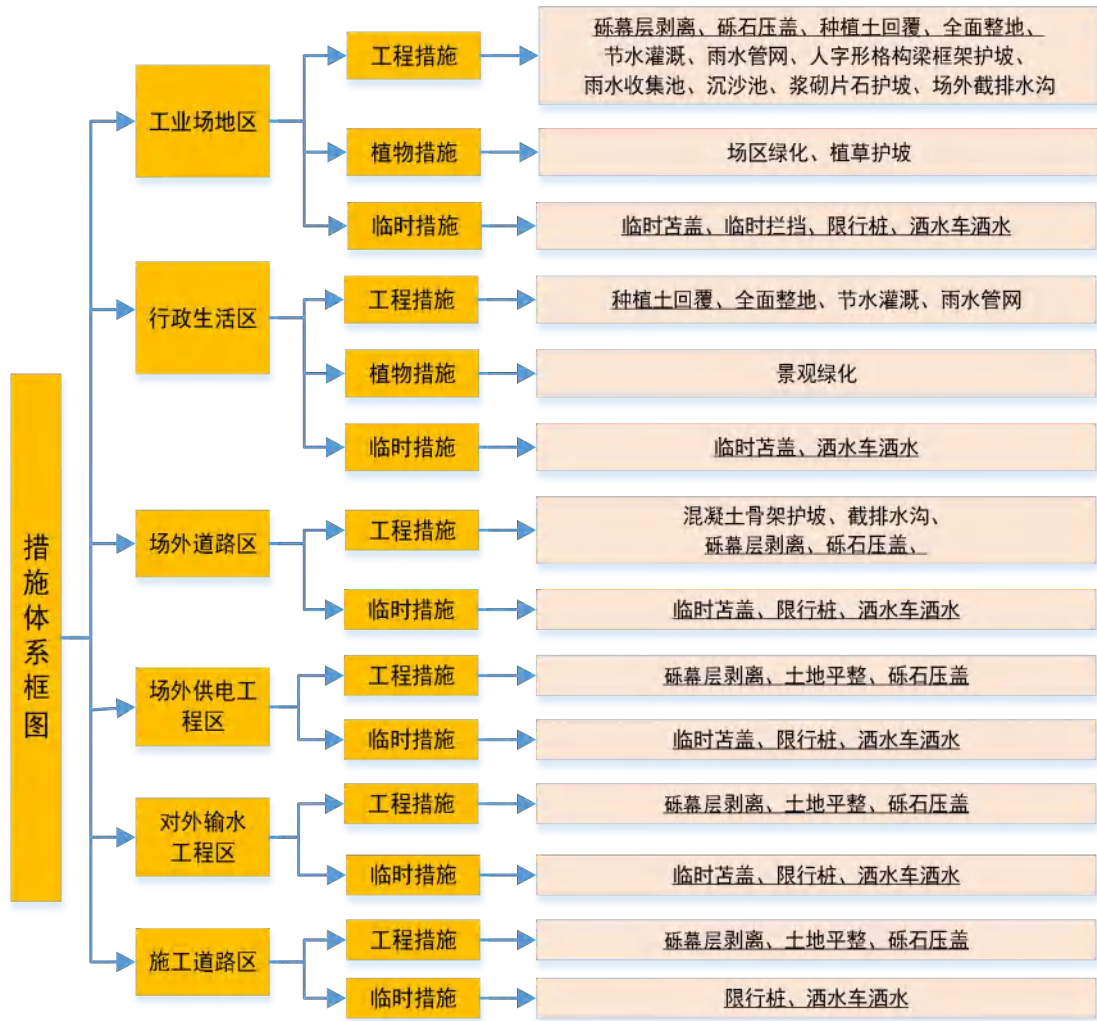 措施体系框图
工业场地区
工程措施
砾幕层剥离、砾石压盖、种植土回覆、全面整地、
节水灌溉、雨水管网、人字形格构梁框架护坡、
雨水收集池、沉沙池、浆砌片石护坡、场外截排水沟
植物措施
场区绿化、植草护坡
临时措施
临时苫盖、临时拦挡、限行桩、洒水车洒水
行政生活区
工程措施
种植土回覆、全面整地、节水灌溉、雨水管网
植物措施
景观绿化
临时措施
临时苫盖、洒水车洒水
场外道路区
工程措施
混凝土骨架护坡、截排水沟、
砾幕层剥离、砾石压盖、
临时措施
临时苫盖、限行桩、洒水车洒水
场外供电工
程区
工程措施
砾幕层剥离、土地平整、砾石压盖
临时措施
临时苫盖、限行桩、洒水车洒水
对外输水
工程区
工程措施
砾幕层剥离、土地平整、砾石压盖
临时措施
临时苫盖、限行桩、洒水车洒水
施工道路区
工程措施
砾幕层剥离、土地平整、砾石压盖
临时措施
限行桩、洒水车洒水